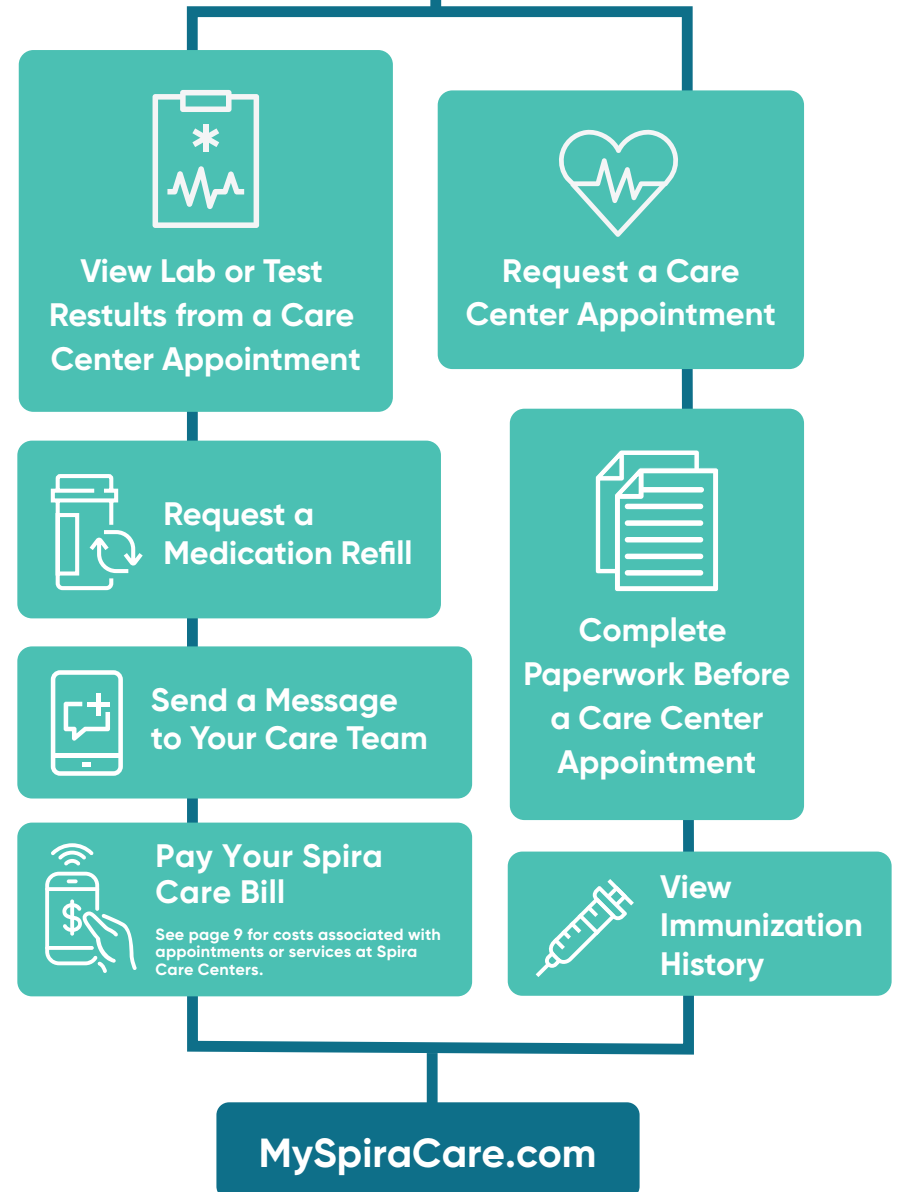 View Lab or Test
Restults from a Care
Center Appointment
Request a
Medication Refill
Send a Message
to Your Care Team
Pay Your Spira
Care Bill
See page 9 for costs associated with
appointments or services at Spira
Care Centers.
Request a Care
Center Appointment
Complete
Paperwork Before
a Care Center
Appointment
View
Immunization
History
MySpiraCare.com